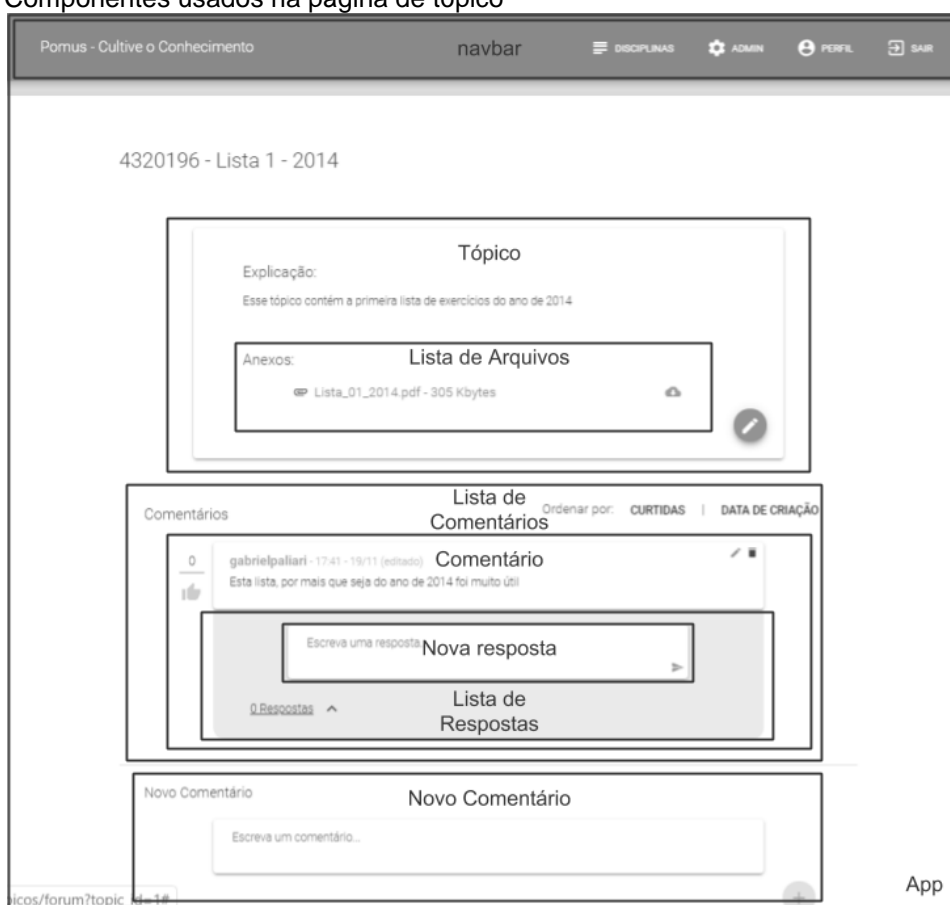 Componentes usados na página de tópico
Pomus - Cultive o Conhecimento navbar DISCIPLINAS ADMIN PERFIL SAIR
4320196 - Lista 1 - 2014
Tópico
Explicação:
Esse tópico contém a primeira lista de exercícios do ano de 2014
Anexos: Lista de Arquivos
Lista_01_2014.pdf - 305 Kbytes
Lista de
Comentários
Comentários Ordenar por: CURTIDAS | DATA DE CRIAÇÃO
0 gabrielpaliari - 17:41 - 19/11 (editado) Comentário
Esta lista, por mais que seja do ano de 2014 foi muito útil
Escreva uma resposta... Nova resposta
Lista de
Respostas
0 Respostas
Novo Comentário Novo Comentário
Escreva um comentário...
App
picos/forum?topic_id=1#